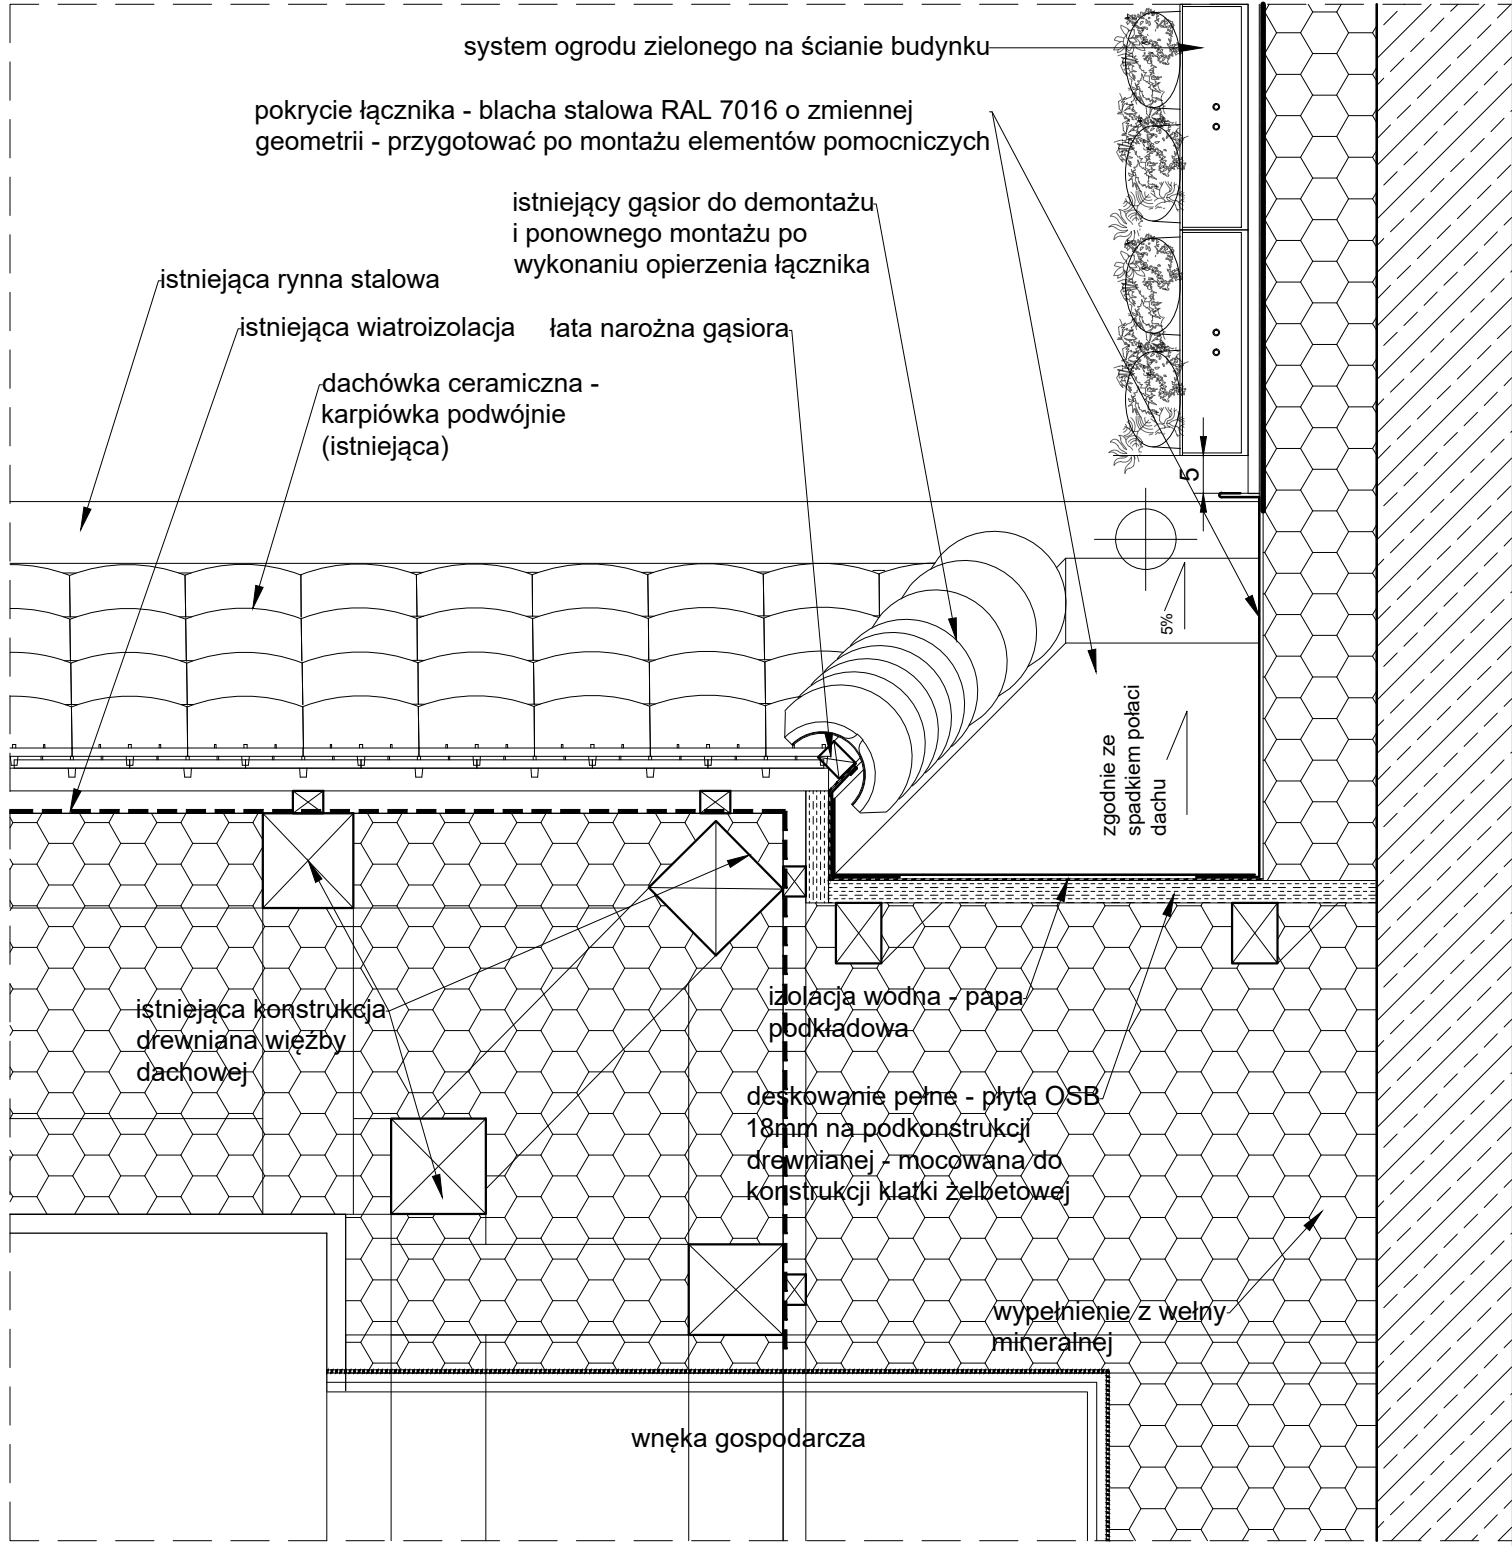 system ogrodu zielonego na ścianie budynku
pokrycie łącznika - blacha stalowa RAL 7016 o zmiennej
geometrii - przygotować po montażu elementów pomocniczych
istniejący gąsior do demontażu
i ponownego montażu po
wykonaniu opierzenia łącznika
istniejąca rynna stalowa
istniejąca wiatroizolacja
łata narożna gąsiora
dachówka ceramiczna -
karpiówka podwójnie
(istniejąca)
5
5%
zgodnie ze
spadkiem połaci
dachu
istniejąca konstrukcja
drewniana więźby
dachowej
izolacja wodna - papa
podkładowa
deskowanie pełne - płyta OSB
18mm na podkonstrukcji
drewnianej - mocowana do
konstrukcji klatki żelbetowej
wypełnienie z wełny
mineralnej
wnęka gospodarcza